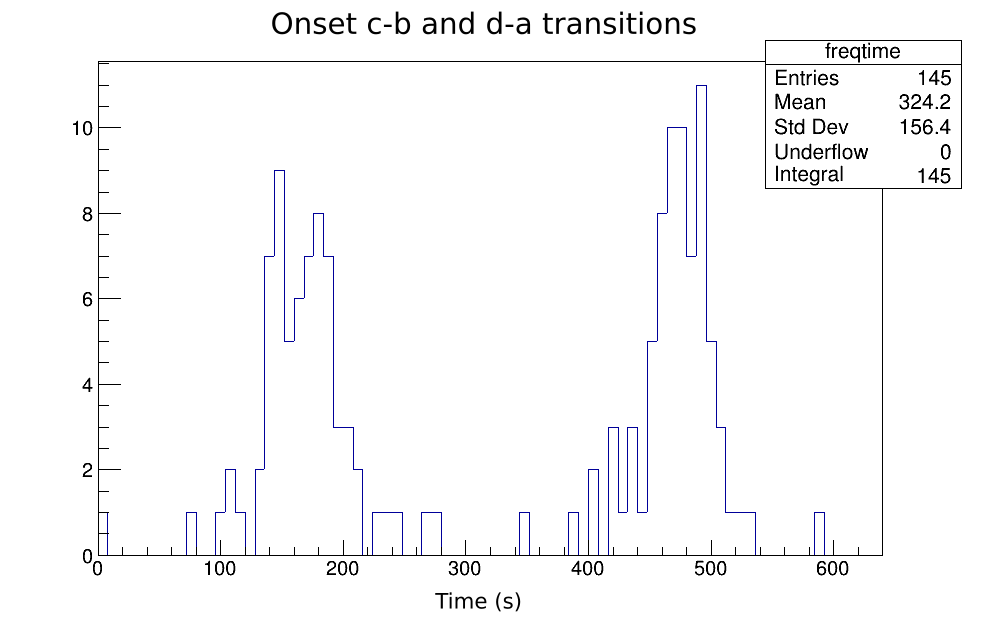 Onset c-b and d-a transitions
freqtime
Entries 145
Mean 324.2
Std Dev 156.4
Underflow 0
Integral 145
10
8
6
4
2
0
0 100 200 300 400 500 600
Time (s)